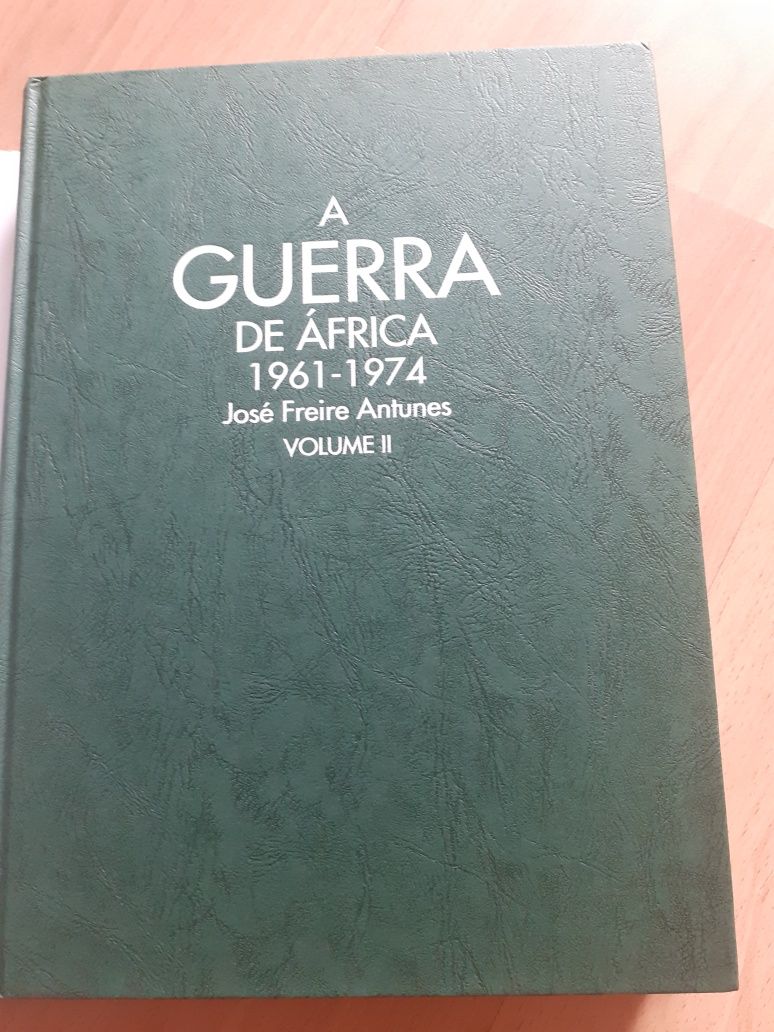 A
GUERRA
DE ÁFRICA
1961-1974
José Freire Antunes
VOLUME II